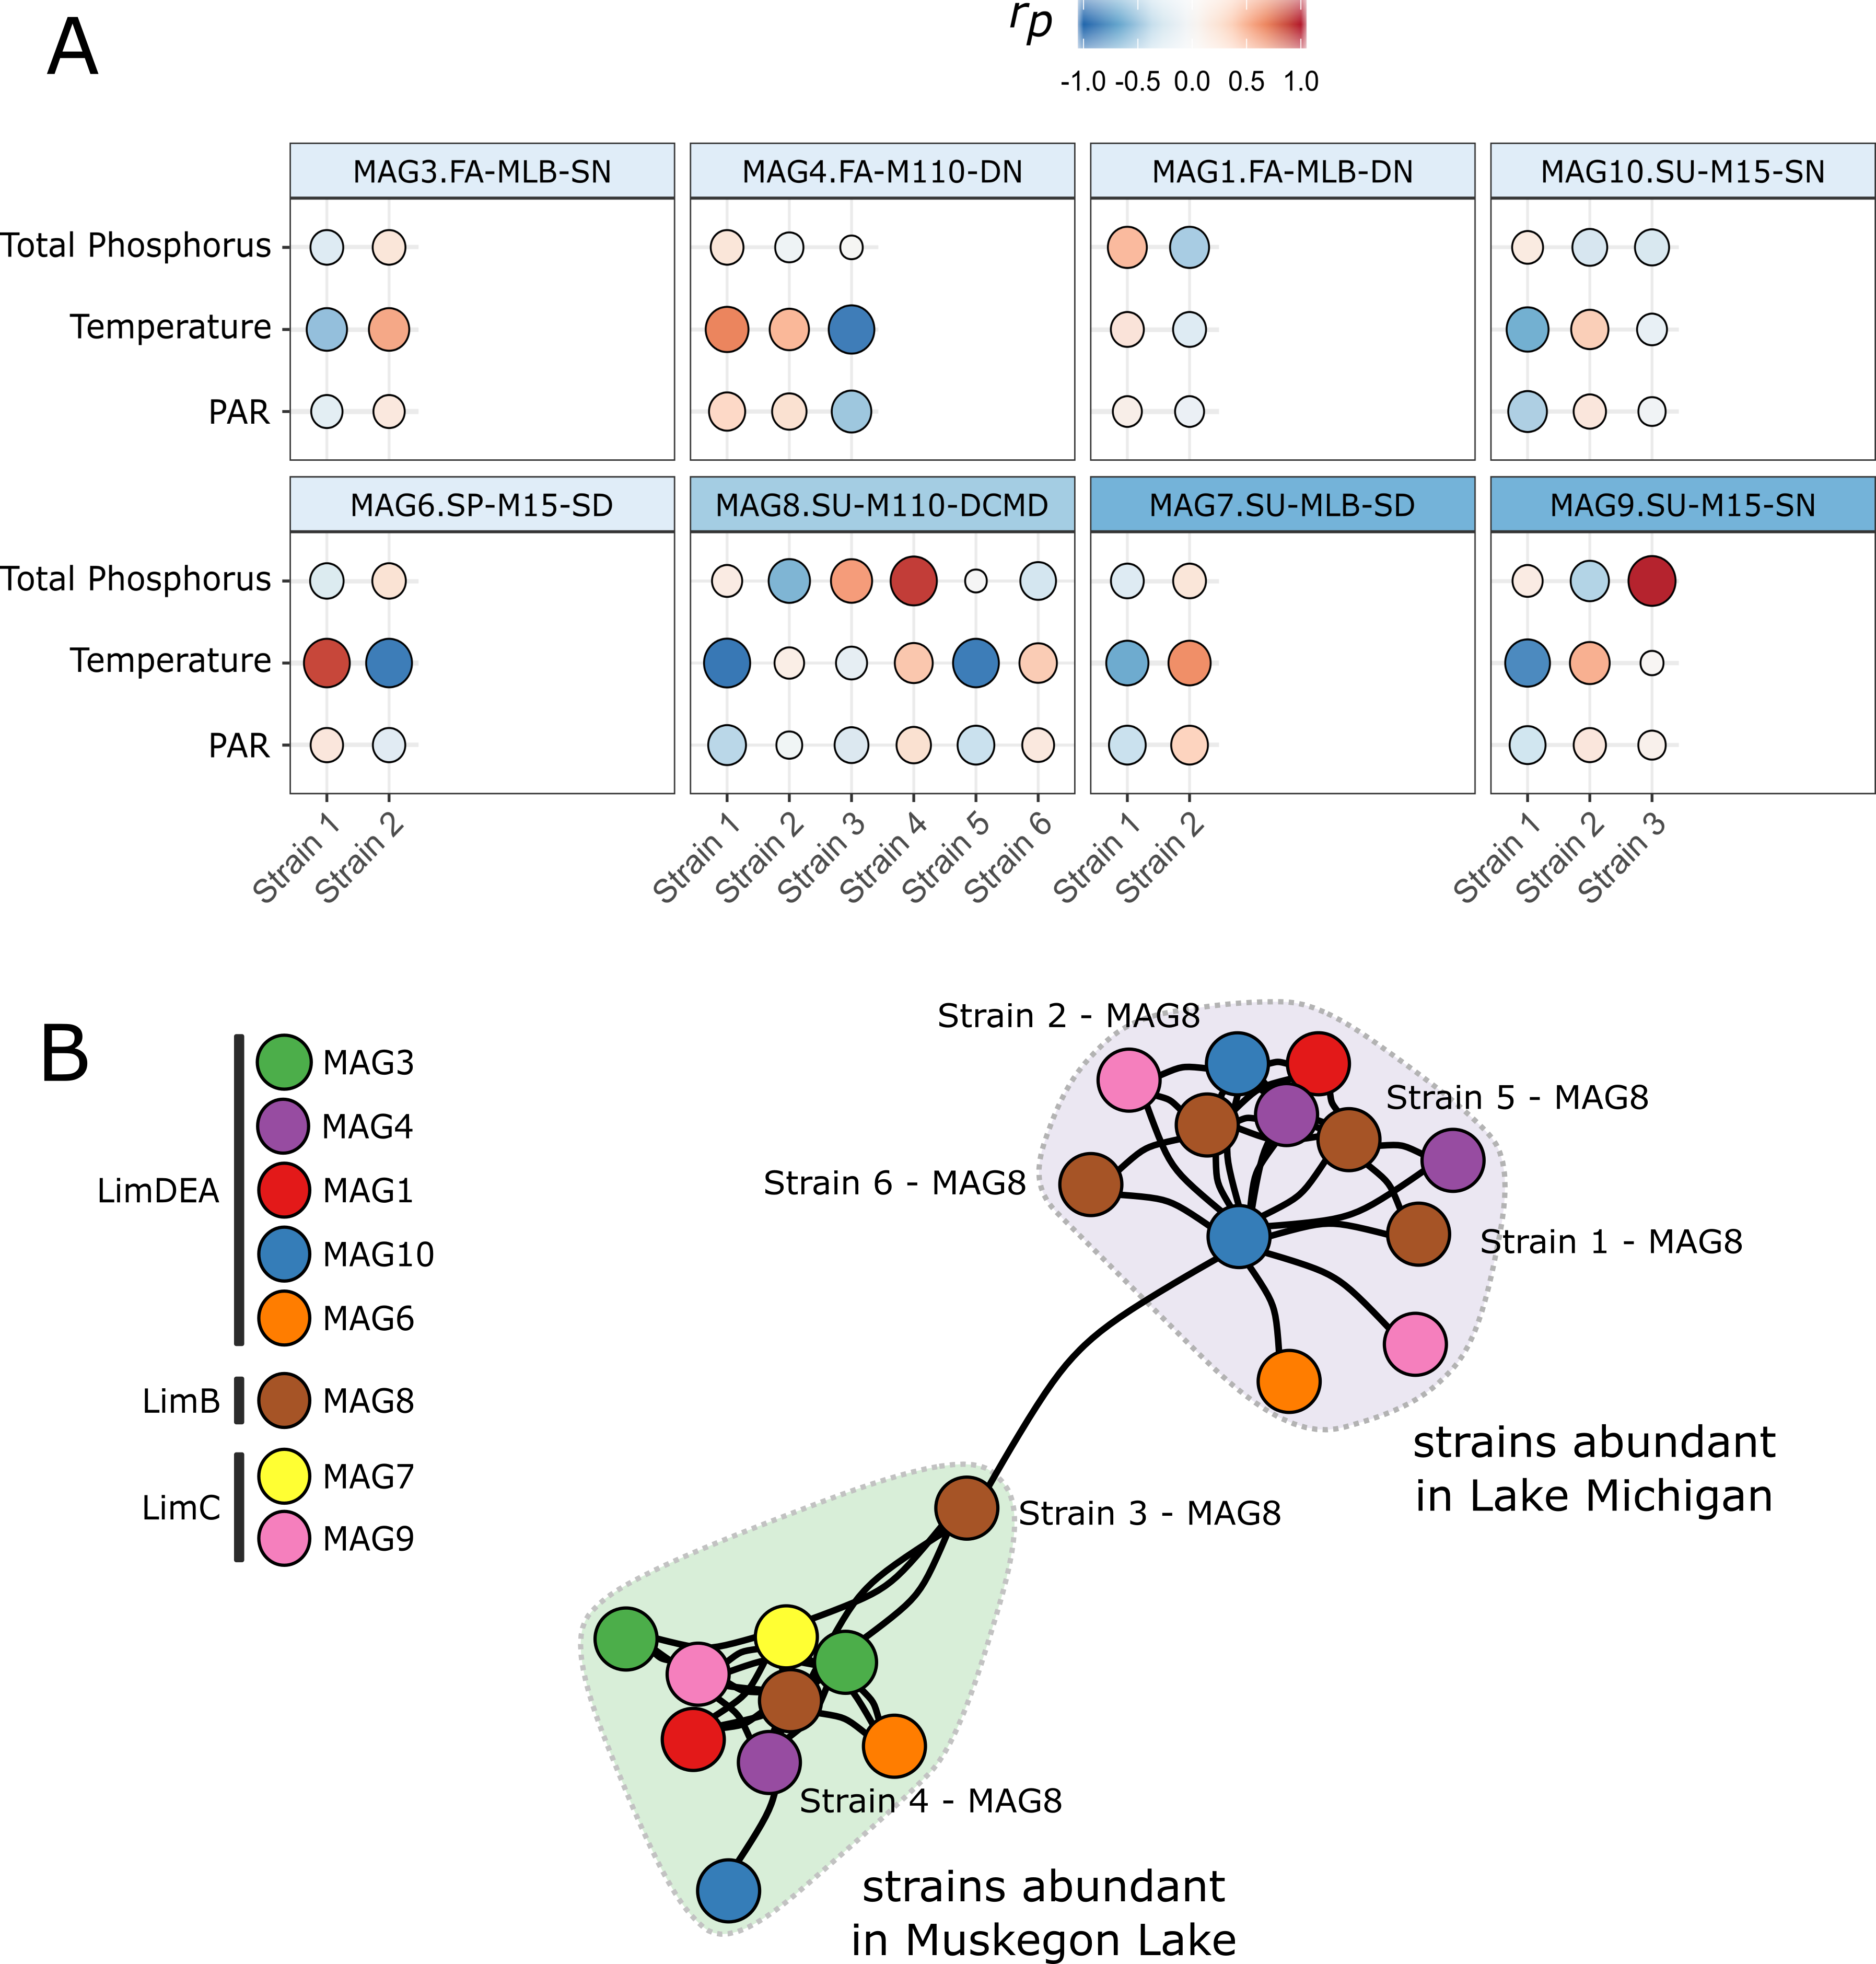 A
rp
-1.0 -0.5 0.0 0.5 1.0
MAG3.FA-MLB-SN MAG4.FA-M110-DN MAG1.FA-MLB-DN MAG10.SU-M15-SN
Total Phosphorus
Temperature
PAR
MAG6.SP-M15-SD MAG8.SU-M110-DCMD MAG7.SU-MLB-SD MAG9.SU-M15-SN
Total Phosphorus
Temperature
PAR
Strain 1 Strain 2 Strain 1 Strain 2 Strain 3 Strain 4 Strain 5 Strain 6 Strain 1 Strain 2 Strain 1 Strain 2 Strain 3
B
LimDEA
MAG3
MAG4
MAG1
MAG10
MAG6
LimB
MAG8
LimC
MAG7
MAG9
Strain 2 - MAG8
Strain 5 - MAG8
Strain 6 - MAG8
Strain 1 - MAG8
strains abundant
in Lake Michigan
Strain 3 - MAG8
Strain 4 - MAG8
strains abundant
in Muskegon Lake